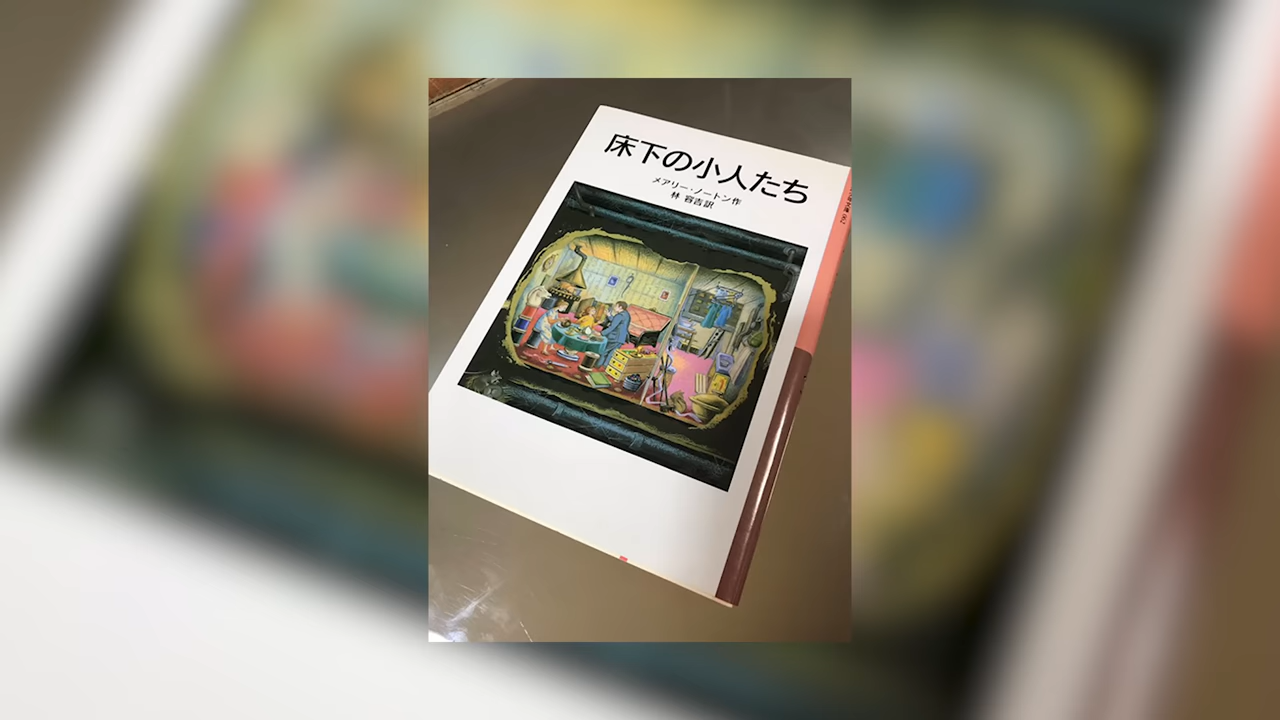 床下の小人たち
メアリー・ノートン作
林 容吉訳